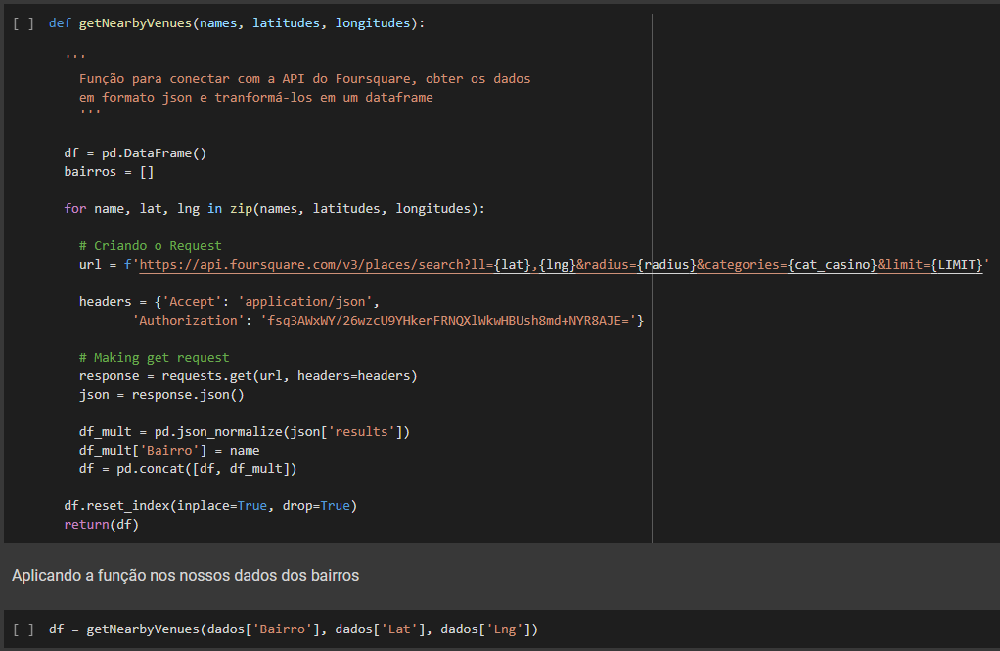 [ ] def getNearbyVenues(names, latitudes, longitudes):
'''
Função para conectar com a API do Foursquare, obter os dados
em formato json e tranformá-los em um dataframe
'''
df = pd.DataFrame()
bairros = []
for name, lat, lng in zip(names, latitudes, longitudes):
# Criando o Request
url = f'https://api.foursquare.com/v3/places/search?ll={lat},{lng}&radius={radius}&categories={cat_casino}&limit={LIMIT}'
headers = {'Accept': 'application/json',
'Authorization': 'fsq3AWxWY/26wzcU9YHkerFRNQXlWkwHBUsh8md+NYR8AJE='}
# Making get request
response = requests.get(url, headers=headers)
json = response.json()
df_mult = pd.json_normalize(json['results'])
df_mult['Bairro'] = name
df = pd.concat([df, df_mult])
df.reset_index(inplace=True, drop=True)
return(df)
Aplicando a função nos nossos dados dos bairros
[ ] df = getNearbyVenues(dados['Bairro'], dados['Lat'], dados['Lng'])